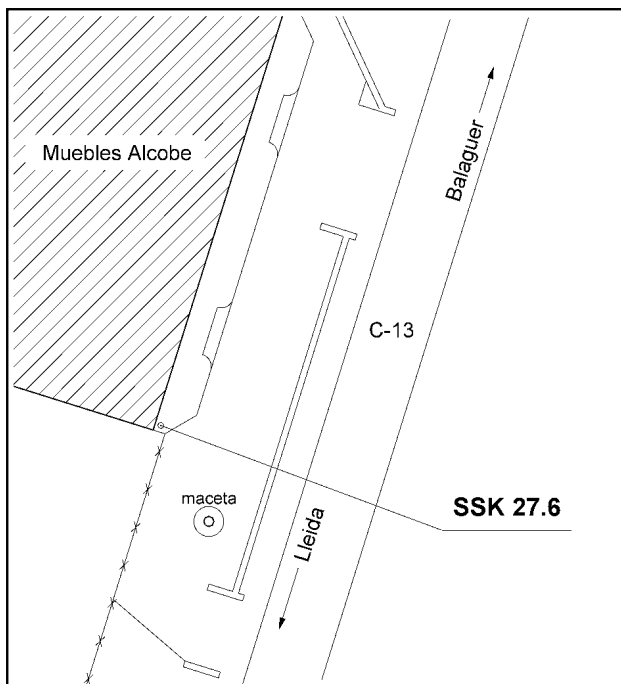 Muebles Alcobe
Balaguer
C-13
SSK 27.6
maceta
Lleida